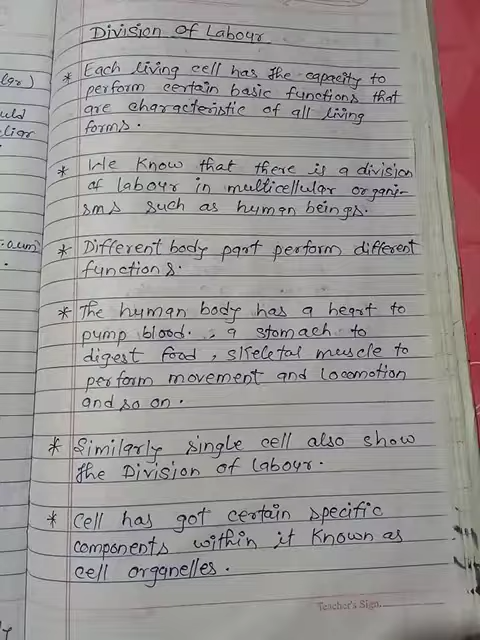 Division of Labour
lar)
* Each living cell has the capacity to
perform certain basic functions that
are characteristic of all living
forms.
* We know that there is a division
of labour in multicellular organi-
sms such as human beings.
* Different body part perform different
functions.
* The human body has a heart to
pump blood., a stomach to
digest food, skeletal muscle to
perform movement and locomotion
and so on.
* Similarly single cell also show
the Division of labour.
* Cell has got certain specific
components within it known as
cell organelles.
Teacher's Sign.